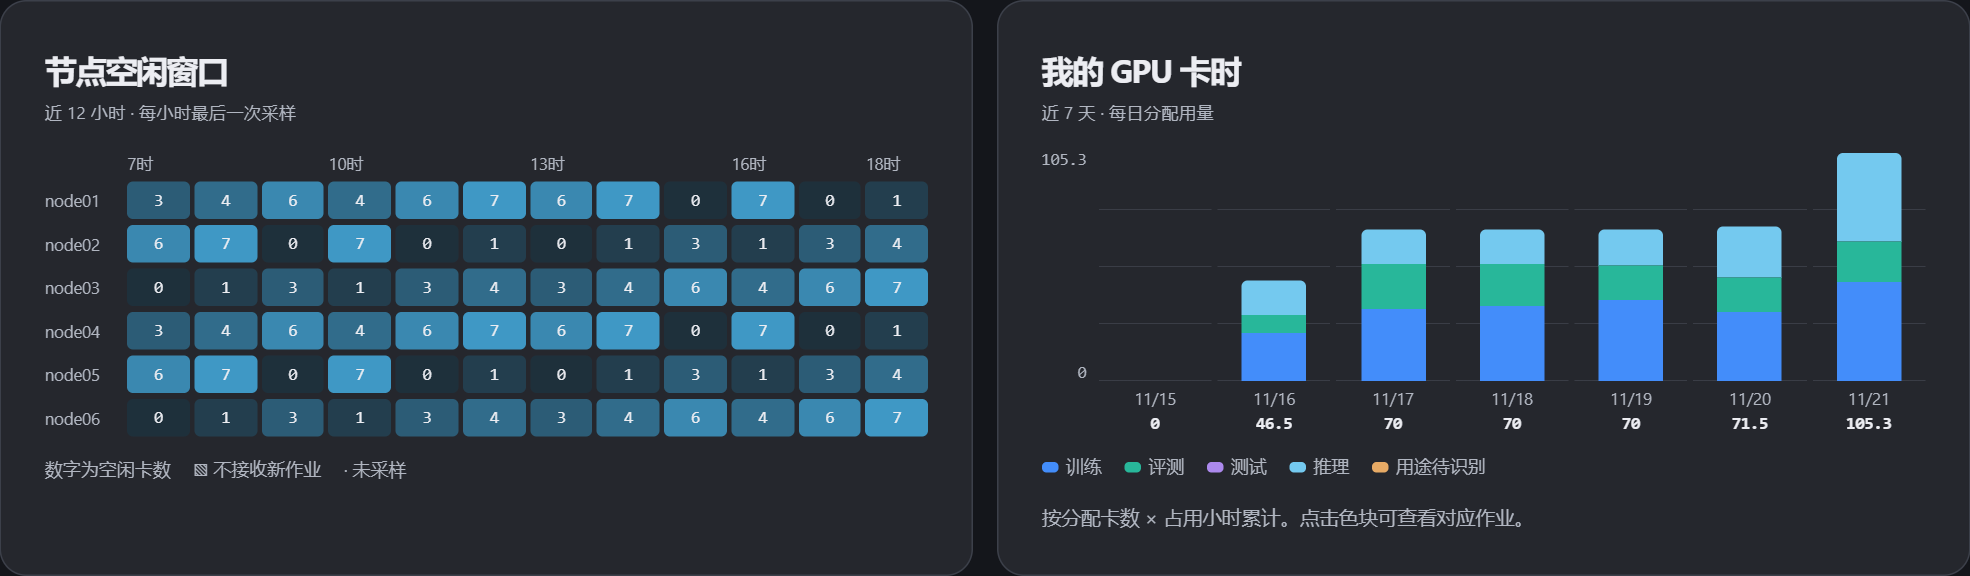 节点空闲窗口
近 12 小时 · 每小时最后一次采样
7时 10时 13时 16时 18时
node01 3 4 6 4 6 7 6 7 0 7 0 1
node02 6 7 0 7 0 1 0 1 3 1 3 4
node03 0 1 3 1 3 4 3 4 6 4 6 7
node04 3 4 6 4 6 7 6 7 0 7 0 1
node05 6 7 0 7 0 1 0 1 3 1 3 4
node06 0 1 3 1 3 4 3 4 6 4 6 7
数字为空闲卡数 ▧ 不接收新作业 · 未采样
我的 GPU 卡时
近 7 天 · 每日分配用量
105.3
0
11/15 11/16 11/17 11/18 11/19 11/20 11/21
0 46.5 70 70 70 71.5 105.3
训练 评测 测试 推理 用途待识别
按分配卡数 × 占用小时累计。点击色块可查看对应作业。